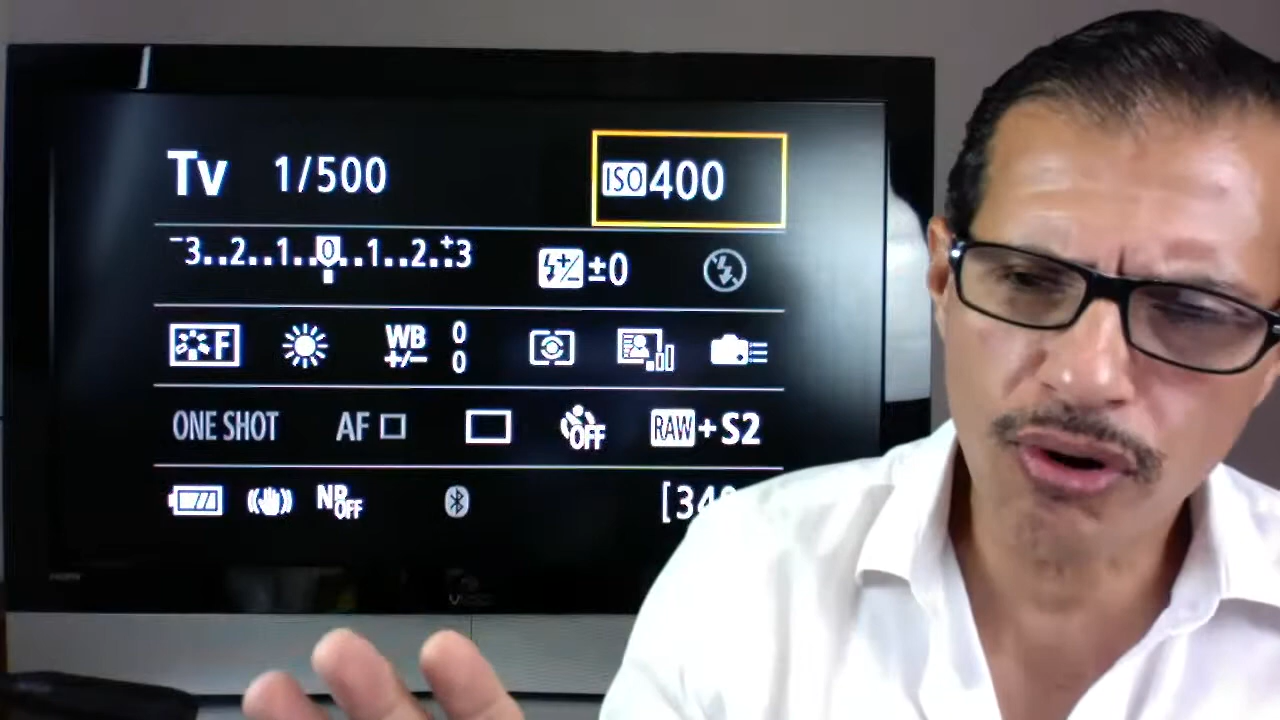 Tv 1/500 ISO 400
-3..2..1..0..1..2..+3 +/- ±0
F WB +/- 0 0
ONE SHOT AF OFF RAW+S2
NR OFF [34